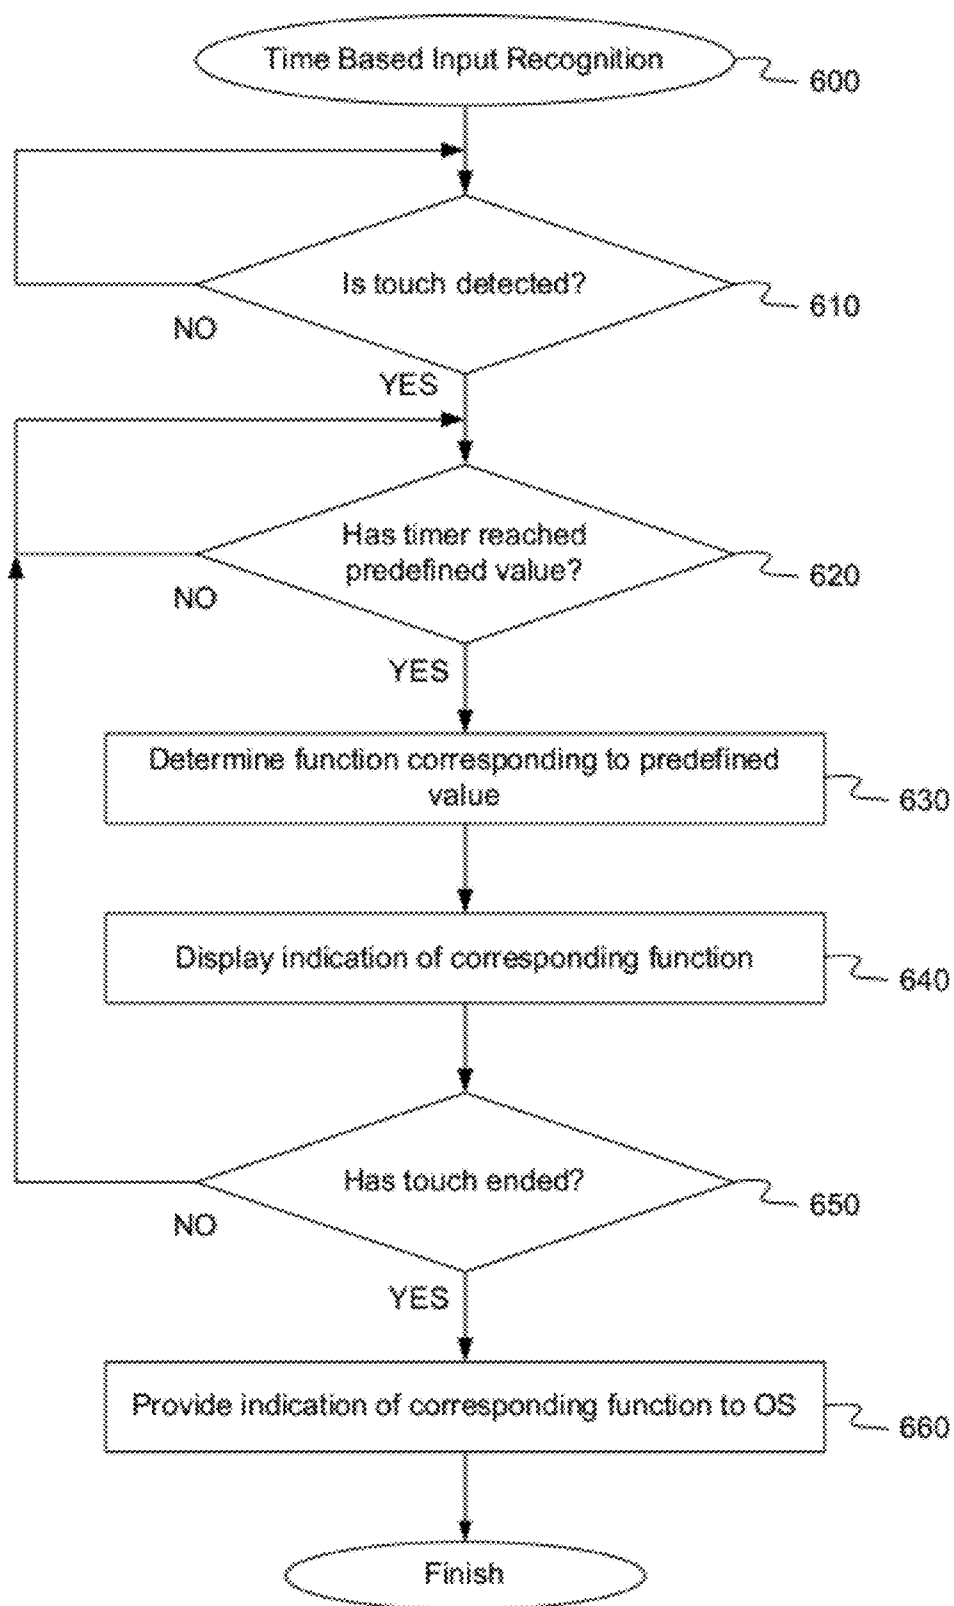 Time Based Input Recognition
600
Is touch detected?
610
NO
YES
Has timer reached
predefined value?
620
NO
YES
Determine function corresponding to predefined
value
630
Display indication of corresponding function
640
Has touch ended?
650
NO
YES
Provide indication of corresponding function to OS
660
Finish